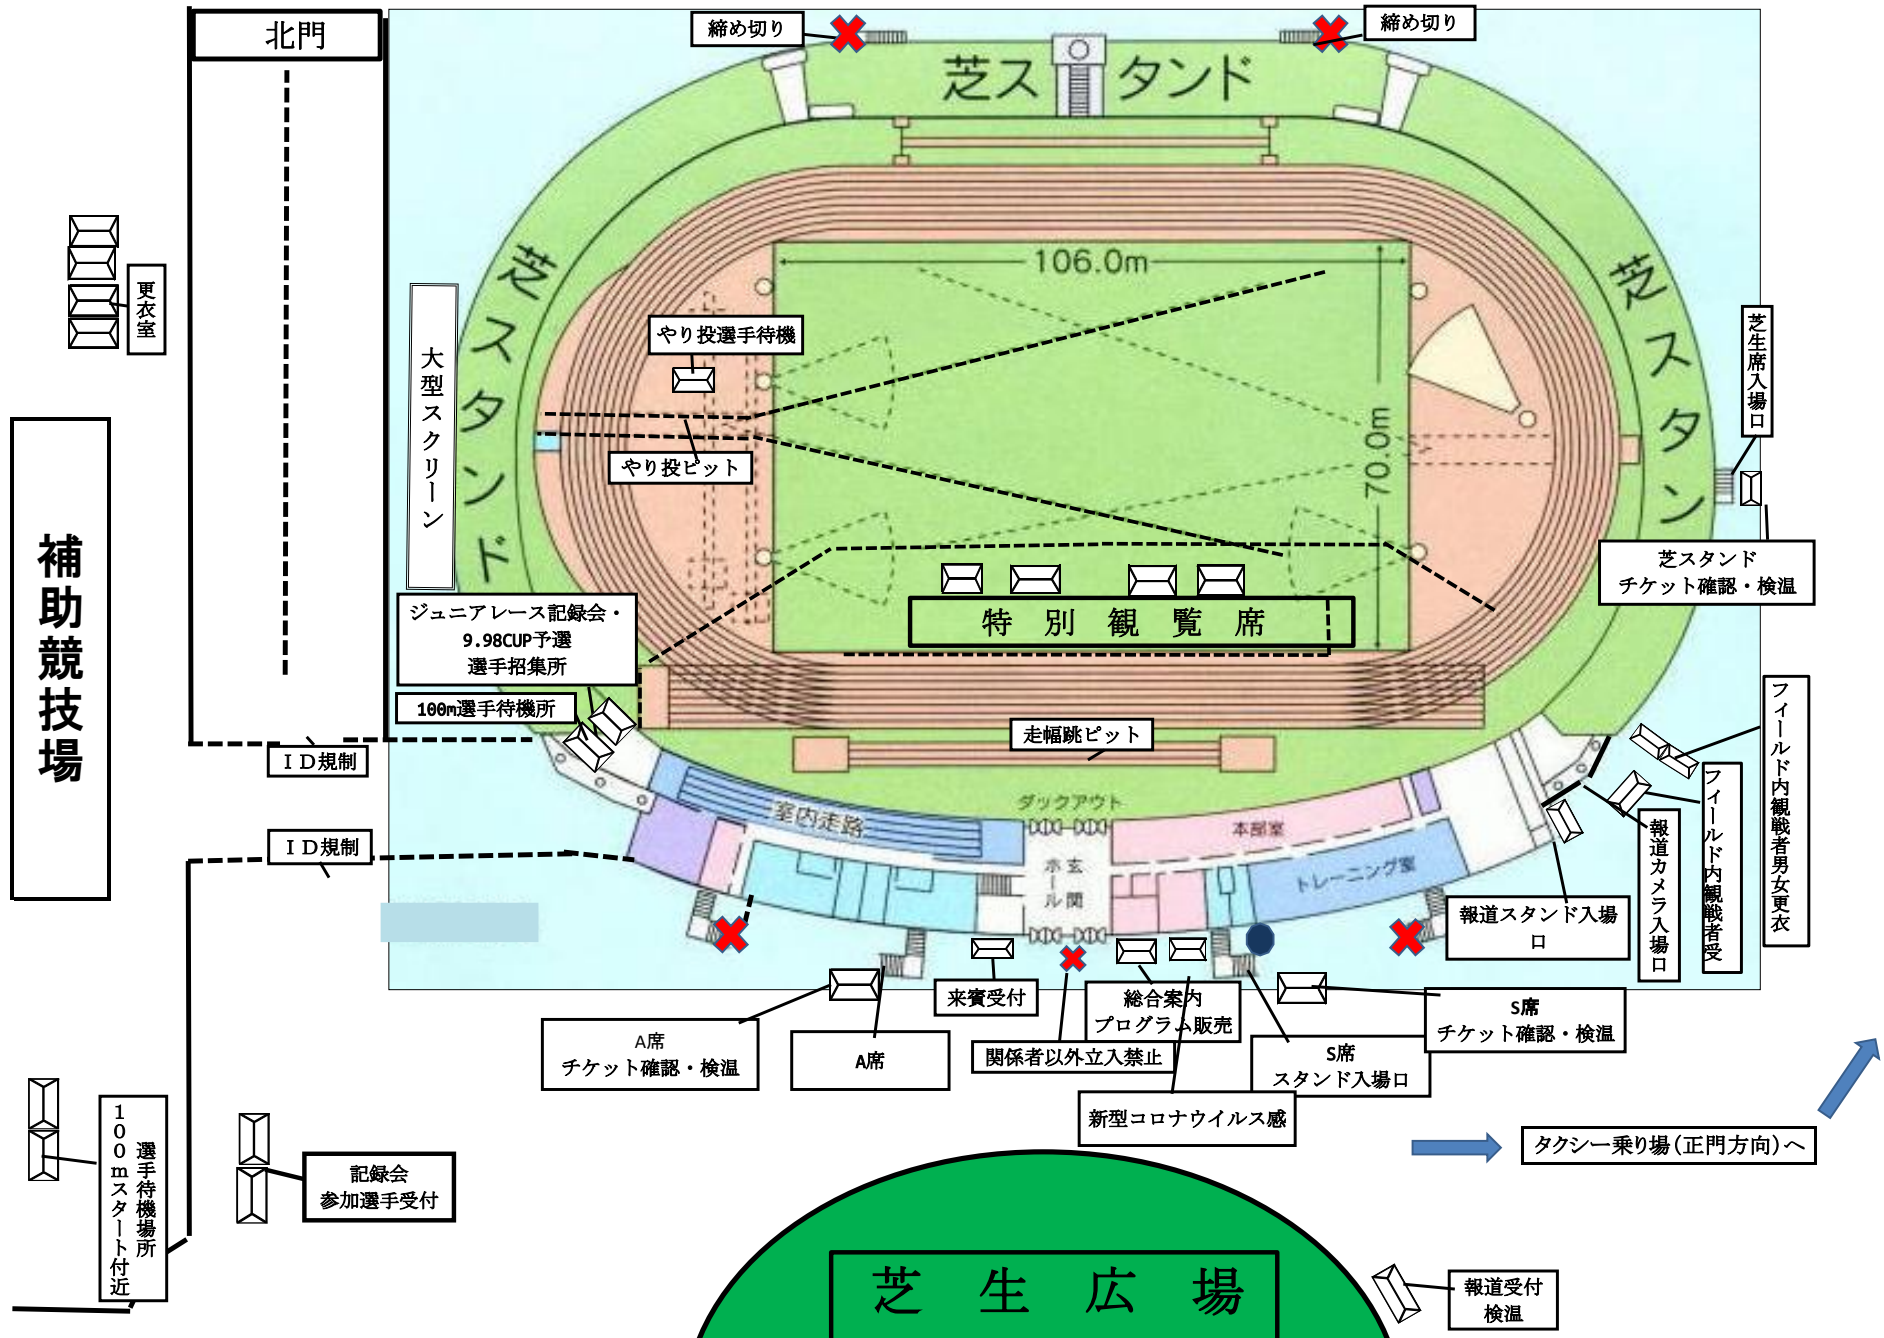 北門
締め切り
締め切り
芝スタンド
芝スタンド
芝スタンド
106.0m
70.0m
更衣室
大型スクリーン
やり投選手待機
やり投ピット
芝生席入場口
芝スタンド
チケット確認・検温
補助競技場
特別観覧席
ジュニアレース記録会・
9.98CUP予選
選手招集所
100m選手待機所
走幅跳ピット
ID規制
ID規制
ダックアウト
室内走路
本部室
玄関
ホール
トレーニング室
フィールド内観戦者男女更衣
フィールド内観戦者受
報道カメラ入場口
報道スタンド入場
口
来賓受付
総合案内
プログラム販売
S席
チケット確認・検温
A席
チケット確認・検温
A席
関係者以外立入禁止
S席
スタンド入場口
新型コロナウイルス感
タクシー乗り場(正門方向)へ
選手待機場所
100mスタート付近
記録会
参加選手受付
芝生広場
報道受付
検温